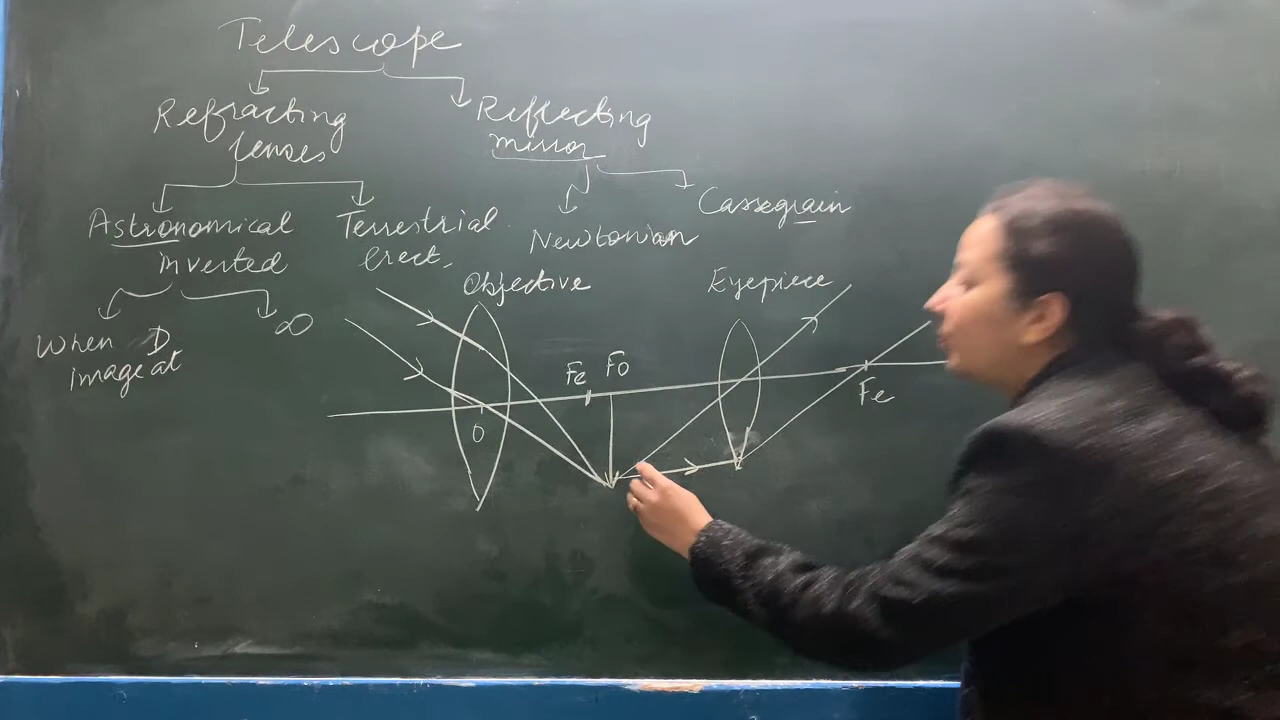 Telescope
Refracting
lenses
Reflecting
mirror
Astronomical
inverted
Terrestrial
Erect,
Newtonian
Cassegrain
When D
image at
∞
Objective
Eyepiece
Fe
Fo
O
Fe